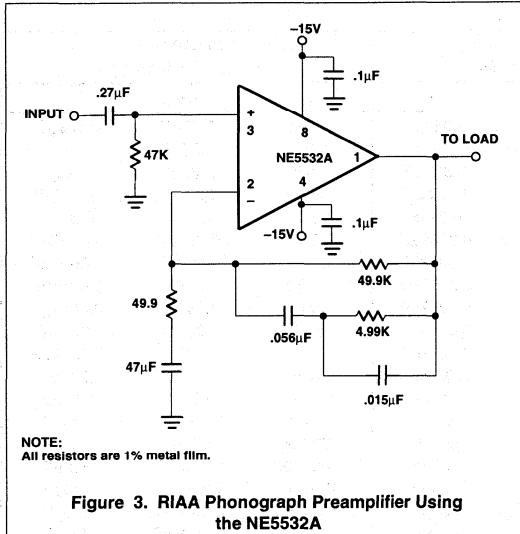 –15V
.1µF
.27µF
INPUT
+
3
8
NE5532A
1
TO LOAD
47K
2
–
4
–15V
.1µF
49.9
49.9K
.056µF
4.99K
47µF
.015µF
NOTE:
All resistors are 1% metal film.
Figure 3. RIAA Phonograph Preamplifier Using
the NE5532A